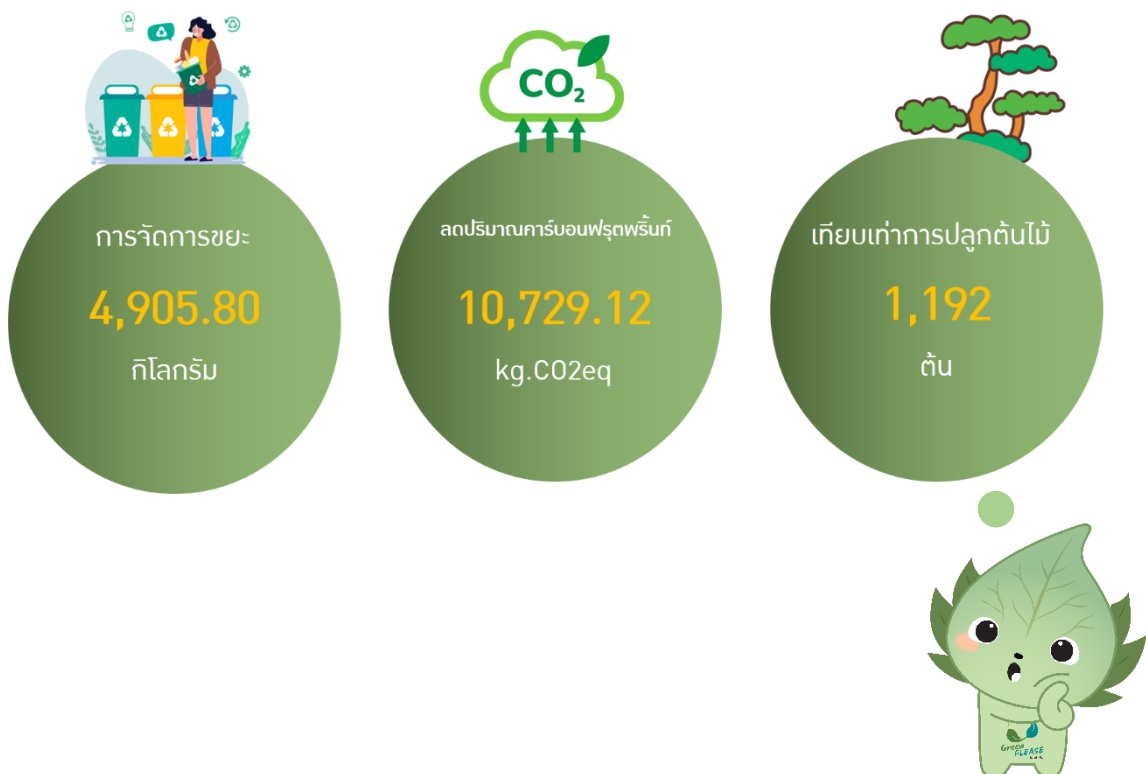 CO₂
การจัดการขยะ
4,905.80
กิโลกรัม
ลดปริมาณคาร์บอนฟรุตพริ้นท์
10,729.12
kg.CO2eq
เทียบเท่าการปลูกต้นไม้
1,192
ต้น
Green
PLEASE